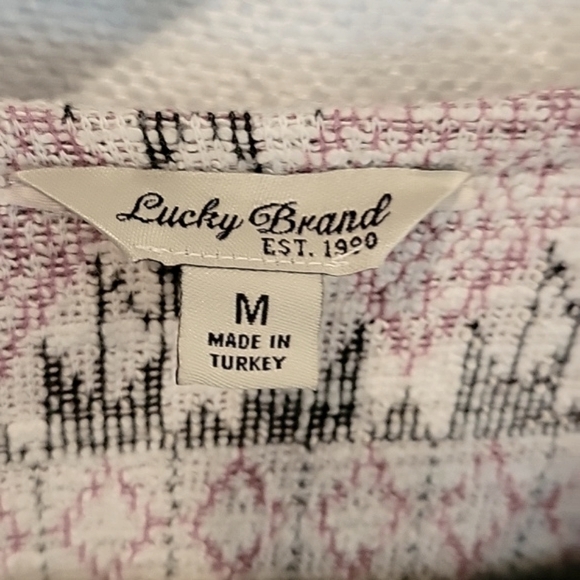 Lucky Brand
EST. 1990
M
MADE IN
TURKEY